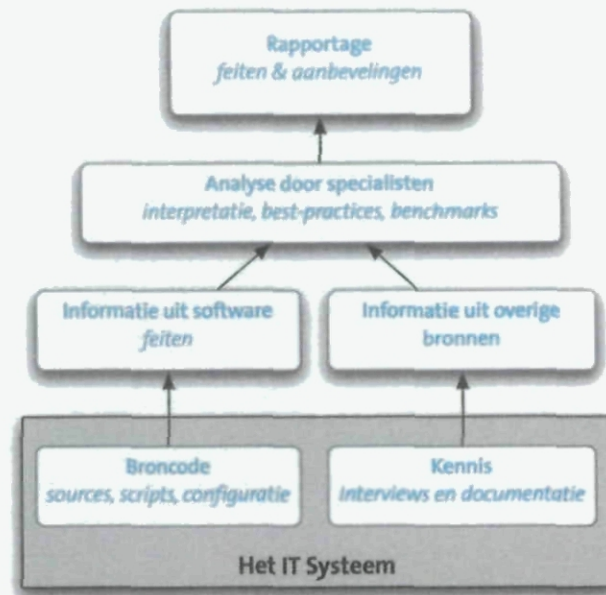 Rapportage
feiten & aanbevelingen
Analyse door specialisten
interpretatie, best-practices, benchmarks
Informatie uit software
feiten
Informatie uit overige
bronnen
Broncode
sources, scripts, configuratie
Kennis
Interviews en documentatie
Het IT Systeem